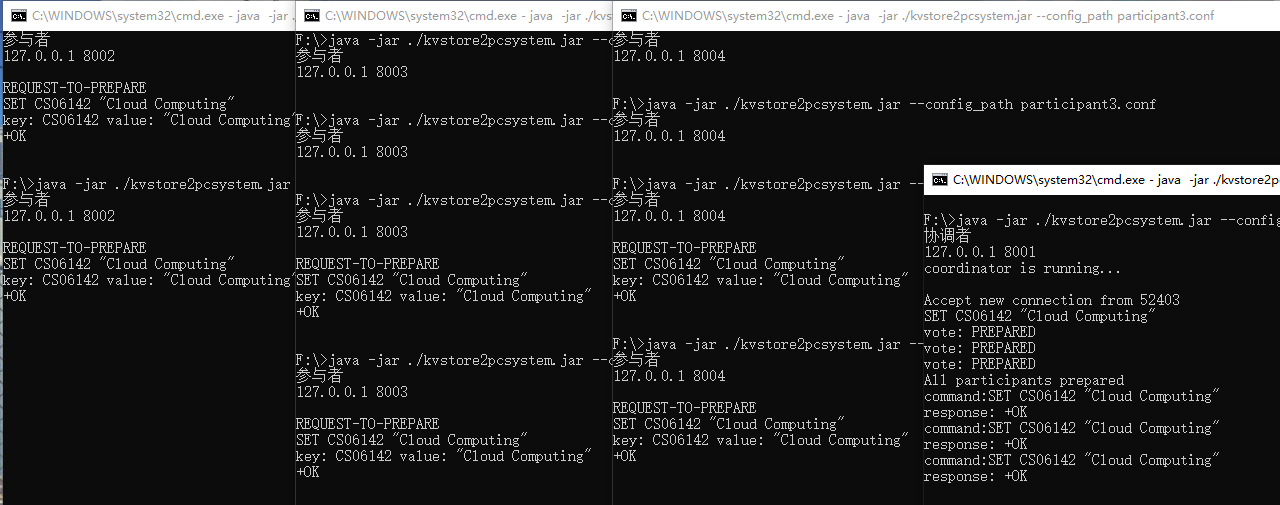 C:\WINDOWS\system32\cmd.exe - java -jar ./
参与者
127.0.0.1 8002
REQUEST-TO-PREPARE
SET CS06142 "Cloud Computing"
key: CS06142 value: "Cloud Computing"
+OK
F:\>java -jar ./kvstore2pcsystem.jar
参与者
127.0.0.1 8002
REQUEST-TO-PREPARE
SET CS06142 "Cloud Computing"
key: CS06142 value: "Cloud Computing
+OK
C:\WINDOWS\system32\cmd.exe - java -jar ./kvs
F:\>java -jar ./kvstore2pcsystem.jar --c
参与者
127.0.0.1 8003
F:\>java -jar ./kvstore2pcsystem.jar --c
参与者
127.0.0.1 8003
F:\>java -jar ./kvstore2pcsystem.jar --c
参与者
127.0.0.1 8003
REQUEST-TO-PREPARE
SET CS06142 "Cloud Computing"
key: CS06142 value: "Cloud Computing"
+OK
F:\>java -jar ./kvstore2pcsystem.jar --c
参与者
127.0.0.1 8003
REQUEST-TO-PREPARE
SET CS06142 "Cloud Computing"
key: CS06142 value: "Cloud Computing"
+OK
C:\WINDOWS\system32\cmd.exe - java -jar ./kvstore2pcsystem.jar --config_path participant3.conf
参与者
127.0.0.1 8004
F:\>java -jar ./kvstore2pcsystem.jar --config_path participant3.conf
参与者
127.0.0.1 8004
F:\>java -jar ./kvstore2pcsystem.jar --
参与者
127.0.0.1 8004
REQUEST-TO-PREPARE
SET CS06142 "Cloud Computing"
key: CS06142 value: "Cloud Computing"
+OK
F:\>java -jar ./kvstore2pcsystem.jar --
参与者
127.0.0.1 8004
REQUEST-TO-PREPARE
SET CS06142 "Cloud Computing"
key: CS06142 value: "Cloud Computing"
+OK
C:\WINDOWS\system32\cmd.exe - java -jar ./kvstore2pc
F:\>java -jar ./kvstore2pcsystem.jar --config
协调者
127.0.0.1 8001
coordinator is running...
Accept new connection from 52403
SET CS06142 "Cloud Computing"
vote: PREPARED
vote: PREPARED
vote: PREPARED
All participants prepared
command:SET CS06142 "Cloud Computing"
response: +OK
command:SET CS06142 "Cloud Computing"
response: +OK
command:SET CS06142 "Cloud Computing"
response: +OK